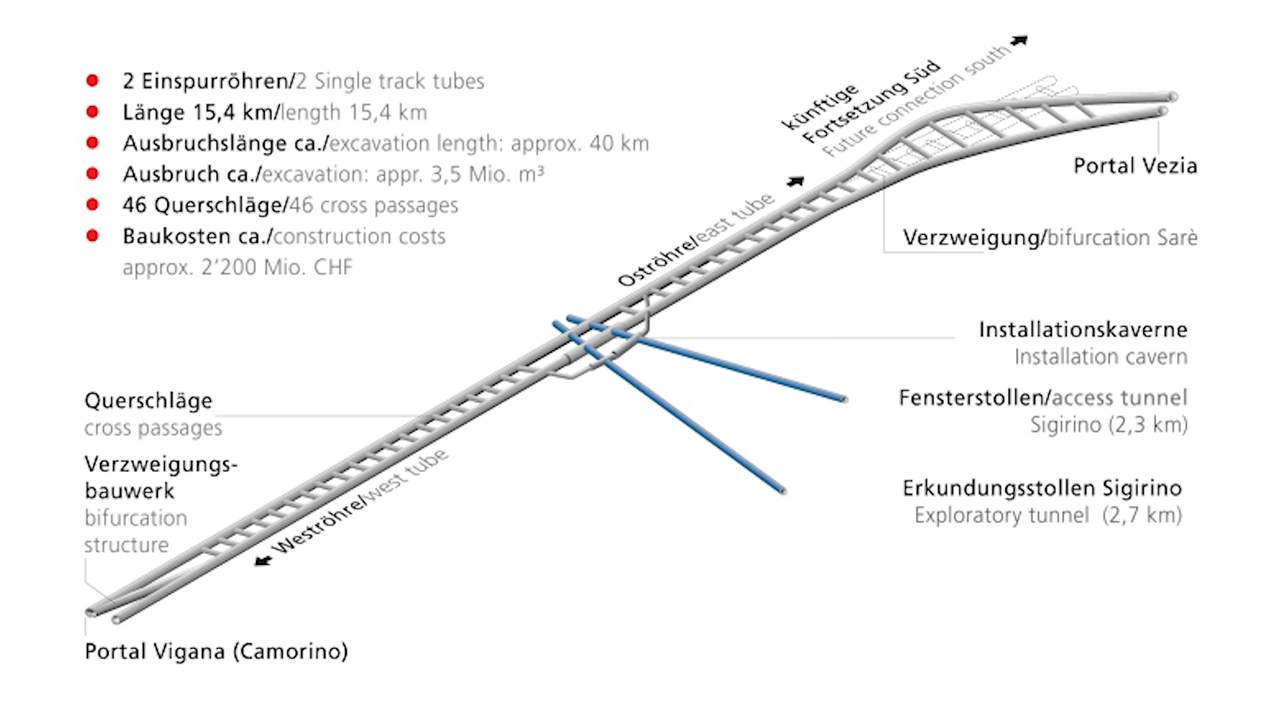 2 Einspurröhren/2 Single track tubes
Länge 15,4 km/length 15,4 km
Ausbruchslänge ca./excavation length: approx. 40 km
Ausbruch ca./excavation: appr. 3,5 Mio. m³
46 Querschläge/46 cross passages
Baukosten ca./construction costs
approx. 2’200 Mio. CHF
künftige
Fortsetzung Süd
Future connection south
Portal Vezia
Oströhre/east tube
Verzweigung/bifurcation Sarè
Installationskaverne
Installation cavern
Fensterstollen/access tunnel
Sigirino (2,3 km)
Querschläge
cross passages
Verzweigungs-
bauwerk
bifurcation
structure
Weströhre/west tube
Erkundungsstollen Sigirino
Exploratory tunnel (2,7 km)
Portal Vigana (Camorino)